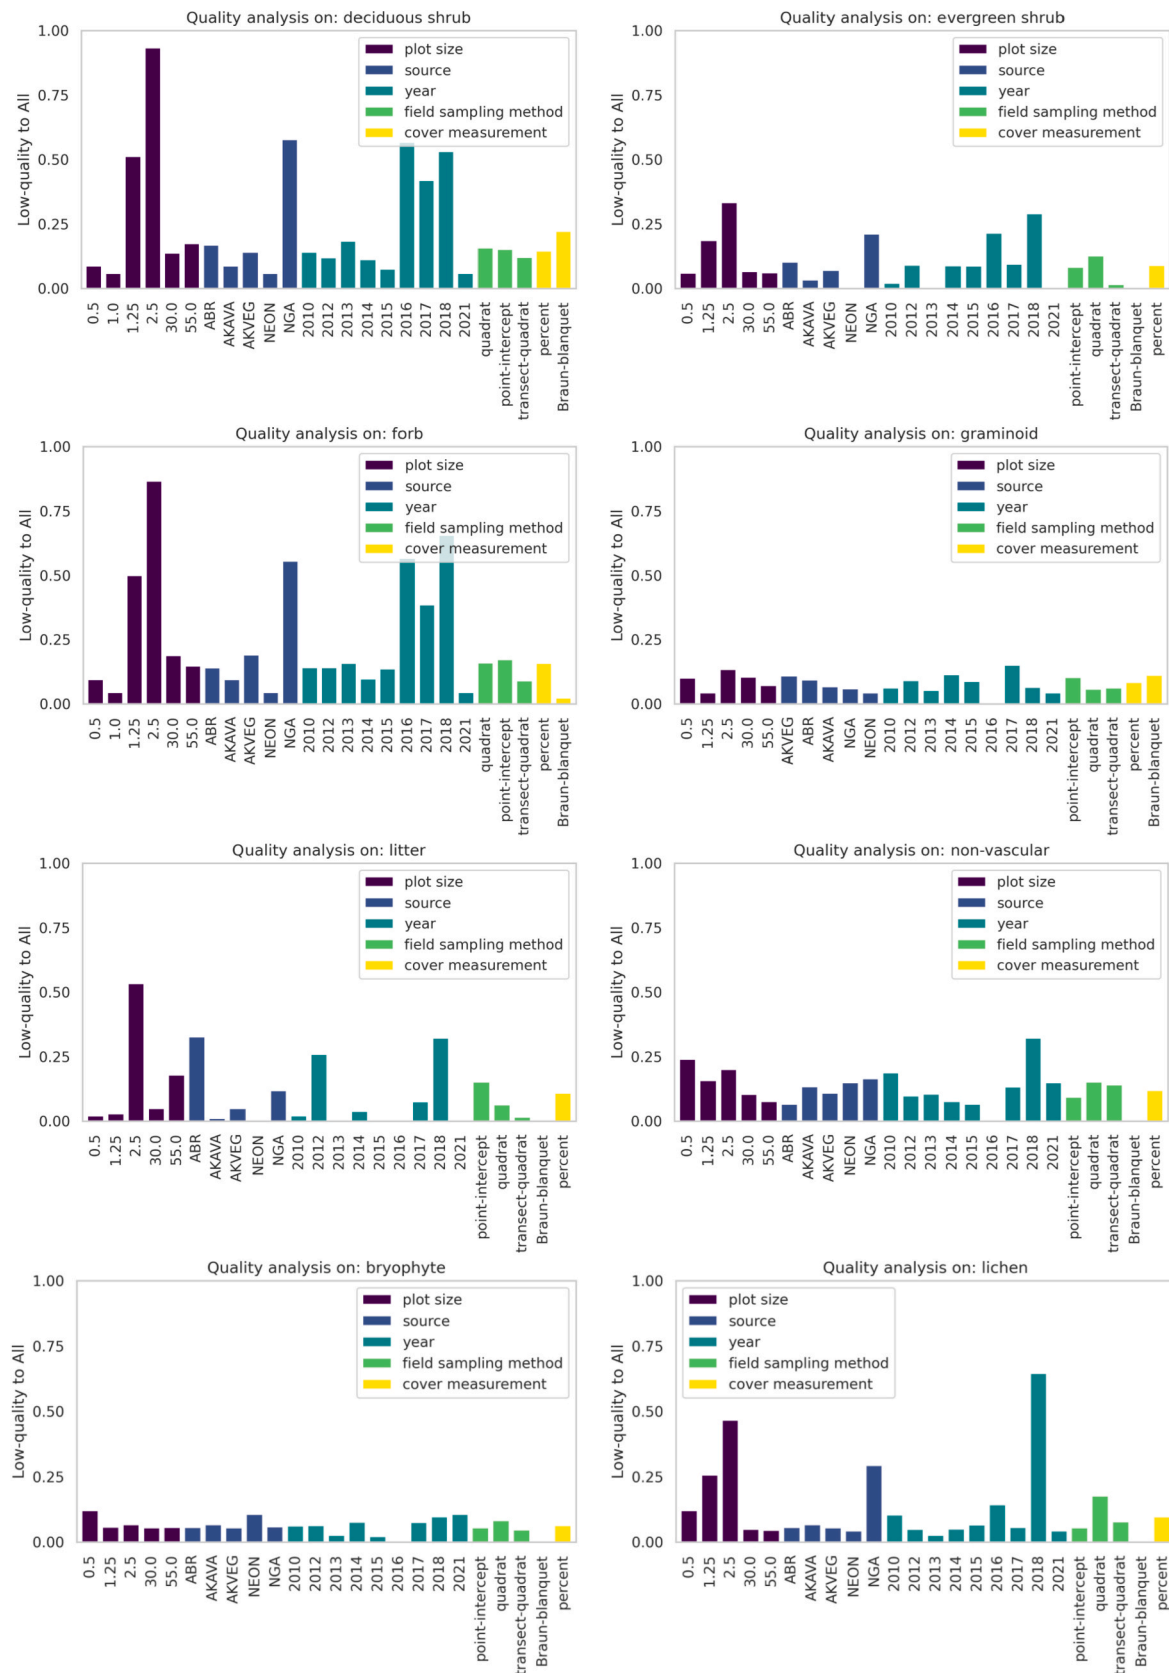 Quality analysis on: deciduous shrub
Low-quality to All
1.00
0.75
0.50
0.25
0.00
plot size
source
year
field sampling method
cover measurement
0.5
1.0
1.25
2.5
30.0
55.0
ABR
AKAVA
AKVEG
NEON
NGA
2010
2012
2013
2014
2015
2016
2017
2018
2021
quadrat
point-intercept
transect-quadrat
percent
Braun-blanquet
Quality analysis on: evergreen shrub
Low-quality to All
1.00
0.75
0.50
0.25
0.00
plot size
source
year
field sampling method
cover measurement
0.5
1.25
2.5
30.0
55.0
ABR
AKAVA
AKVEG
NEON
NGA
2010
2012
2013
2014
2015
2016
2017
2018
2021
point-intercept
quadrat
transect-quadrat
Braun-blanquet
percent
Quality analysis on: forb
Low-quality to All
1.00
0.75
0.50
0.25
0.00
plot size
source
year
field sampling method
cover measurement
0.5
1.0
1.25
2.5
30.0
55.0
ABR
AKAVA
AKVEG
NEON
NGA
2010
2012
2013
2014
2015
2016
2017
2018
2021
quadrat
point-intercept
transect-quadrat
percent
Braun-blanquet
Quality analysis on: graminoid
Low-quality to All
1.00
0.75
0.50
0.25
0.00
plot size
source
year
field sampling method
cover measurement
0.5
1.25
2.5
30.0
55.0
AKVEG
ABR
AKAVA
NGA
NEON
2010
2012
2013
2014
2015
2016
2017
2018
2021
point-intercept
quadrat
transect-quadrat
percent
Braun-blanquet
Quality analysis on: litter
Low-quality to All
1.00
0.75
0.50
0.25
0.00
plot size
source
year
field sampling method
cover measurement
0.5
1.25
2.5
30.0
55.0
ABR
AKAVA
AKVEG
NEON
NGA
2010
2012
2013
2014
2015
2016
2017
2018
2021
point-intercept
quadrat
transect-quadrat
Braun-blanquet
percent
Quality analysis on: non-vascular
Low-quality to All
1.00
0.75
0.50
0.25
0.00
plot size
source
year
field sampling method
cover measurement
0.5
1.25
2.5
30.0
55.0
ABR
AKAVA
AKVEG
NEON
NGA
2010
2012
2013
2014
2015
2016
2017
2018
2021
point-intercept
quadrat
transect-quadrat
Braun-blanquet
percent
Quality analysis on: bryophyte
Low-quality to All
1.00
0.75
0.50
0.25
0.00
plot size
source
year
field sampling method
cover measurement
0.5
1.25
2.5
30.0
55.0
ABR
AKAVA
AKVEG
NEON
NGA
2010
2012
2013
2014
2015
2016
2017
2018
2021
point-intercept
quadrat
transect-quadrat
Braun-blanquet
percent
Quality analysis on: lichen
Low-quality to All
1.00
0.75
0.50
0.25
0.00
plot size
source
year
field sampling method
cover measurement
0.5
1.25
2.5
30.0
55.0
ABR
AKAVA
AKVEG
NEON
NGA
2010
2012
2013
2014
2015
2016
2017
2018
2021
point-intercept
quadrat
transect-quadrat
Braun-blanquet
percent